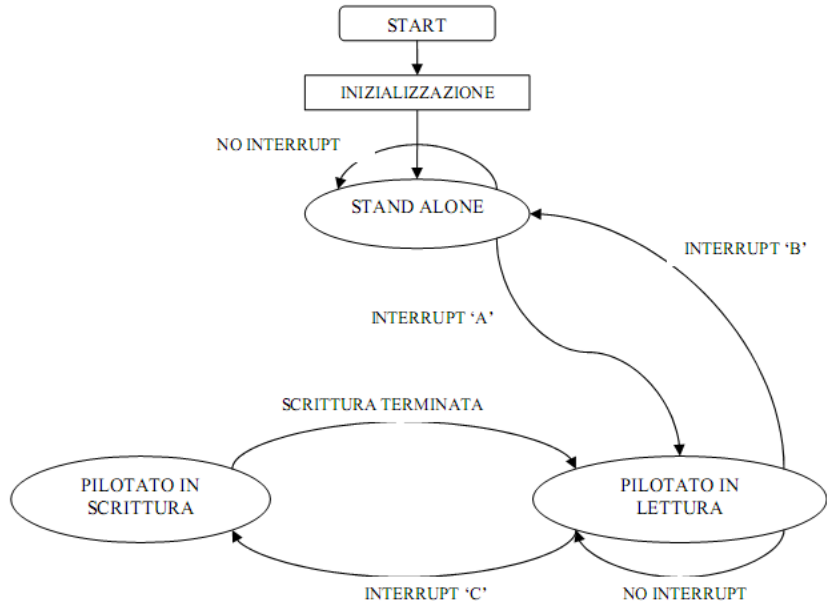 START
INIZIALIZZAZIONE
NO INTERRUPT
STAND ALONE
INTERRUPT ‘B’
INTERRUPT ‘A’
SCRITTURA TERMINATA
PILOTATO IN
SCRITTURA
PILOTATO IN
LETTURA
INTERRUPT ‘C’
NO INTERRUPT